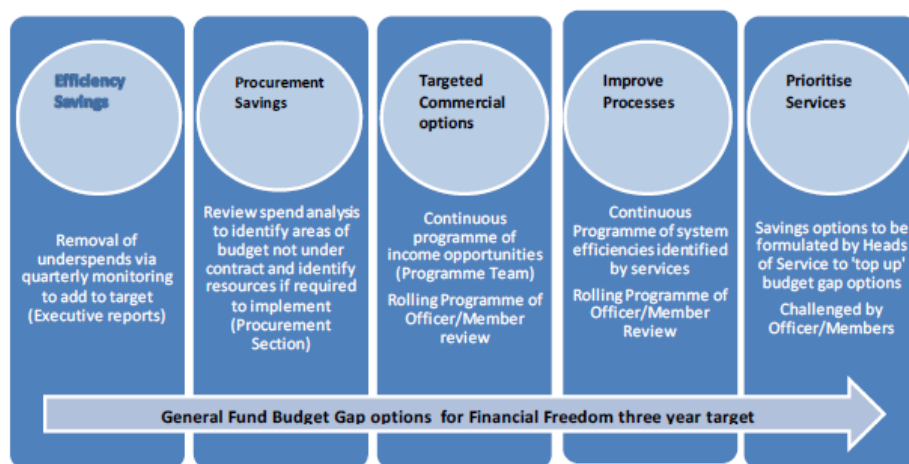 Efficiency
Savings
Removal of
underspends via
quarterly monitoring
to add to target
(Executive reports)
Procurement
Savings
Review spend analysis
to identify areas of
budget not under
contract and identify
resources if required
to implement
(Procurement
Section)
Targeted
Commercial
options
Continuous
programme of
income opportunities
(Programme Team)
Rolling Programme of
Officer/Member
review
Improve
Processes
Continuous
Programme of system
efficiencies identified
by services
Rolling Programme of
Officer/Member
Review
Prioritise
Services
Savings options to be
formulated by Heads
of Service to 'top up'
budget gap options
Challenged by
Officer/Members
General Fund Budget Gap options for Financial Freedom three year target